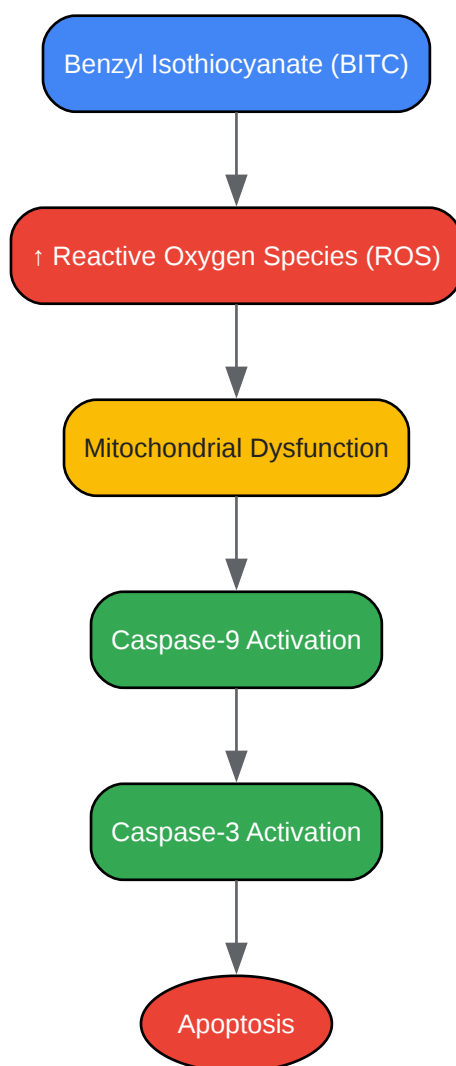 Benzyl Isothiocyanate (BITC)
↑ Reactive Oxygen Species (ROS)
Mitochondrial Dysfunction
Caspase-9 Activation
Caspase-3 Activation
Apoptosis